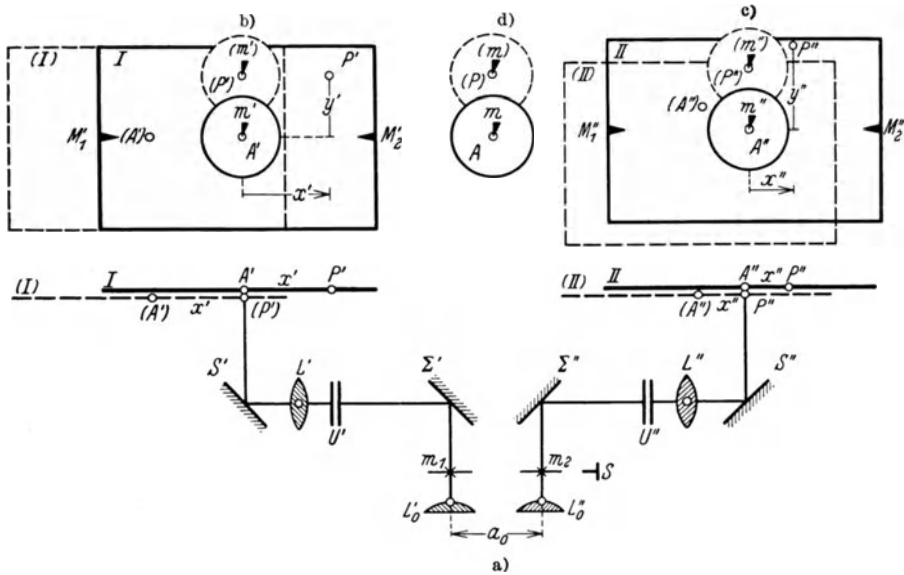 b) d) c)
(I) I (m') (m) II (m") P"
(P') P' (P) (II) (P")
y' y"
m' m (A") m"
M'₁ (A') M'₂ M"₁ M"₂
A' A A"
x' x"
(I) I A' x' P' (II) II A" x" P"
(A') x' (P') (A") x" P"
S' L' Σ' Σ" L" S"
U' U"
m₁ m₂ S
L'₀ L"₀
a₀
a)